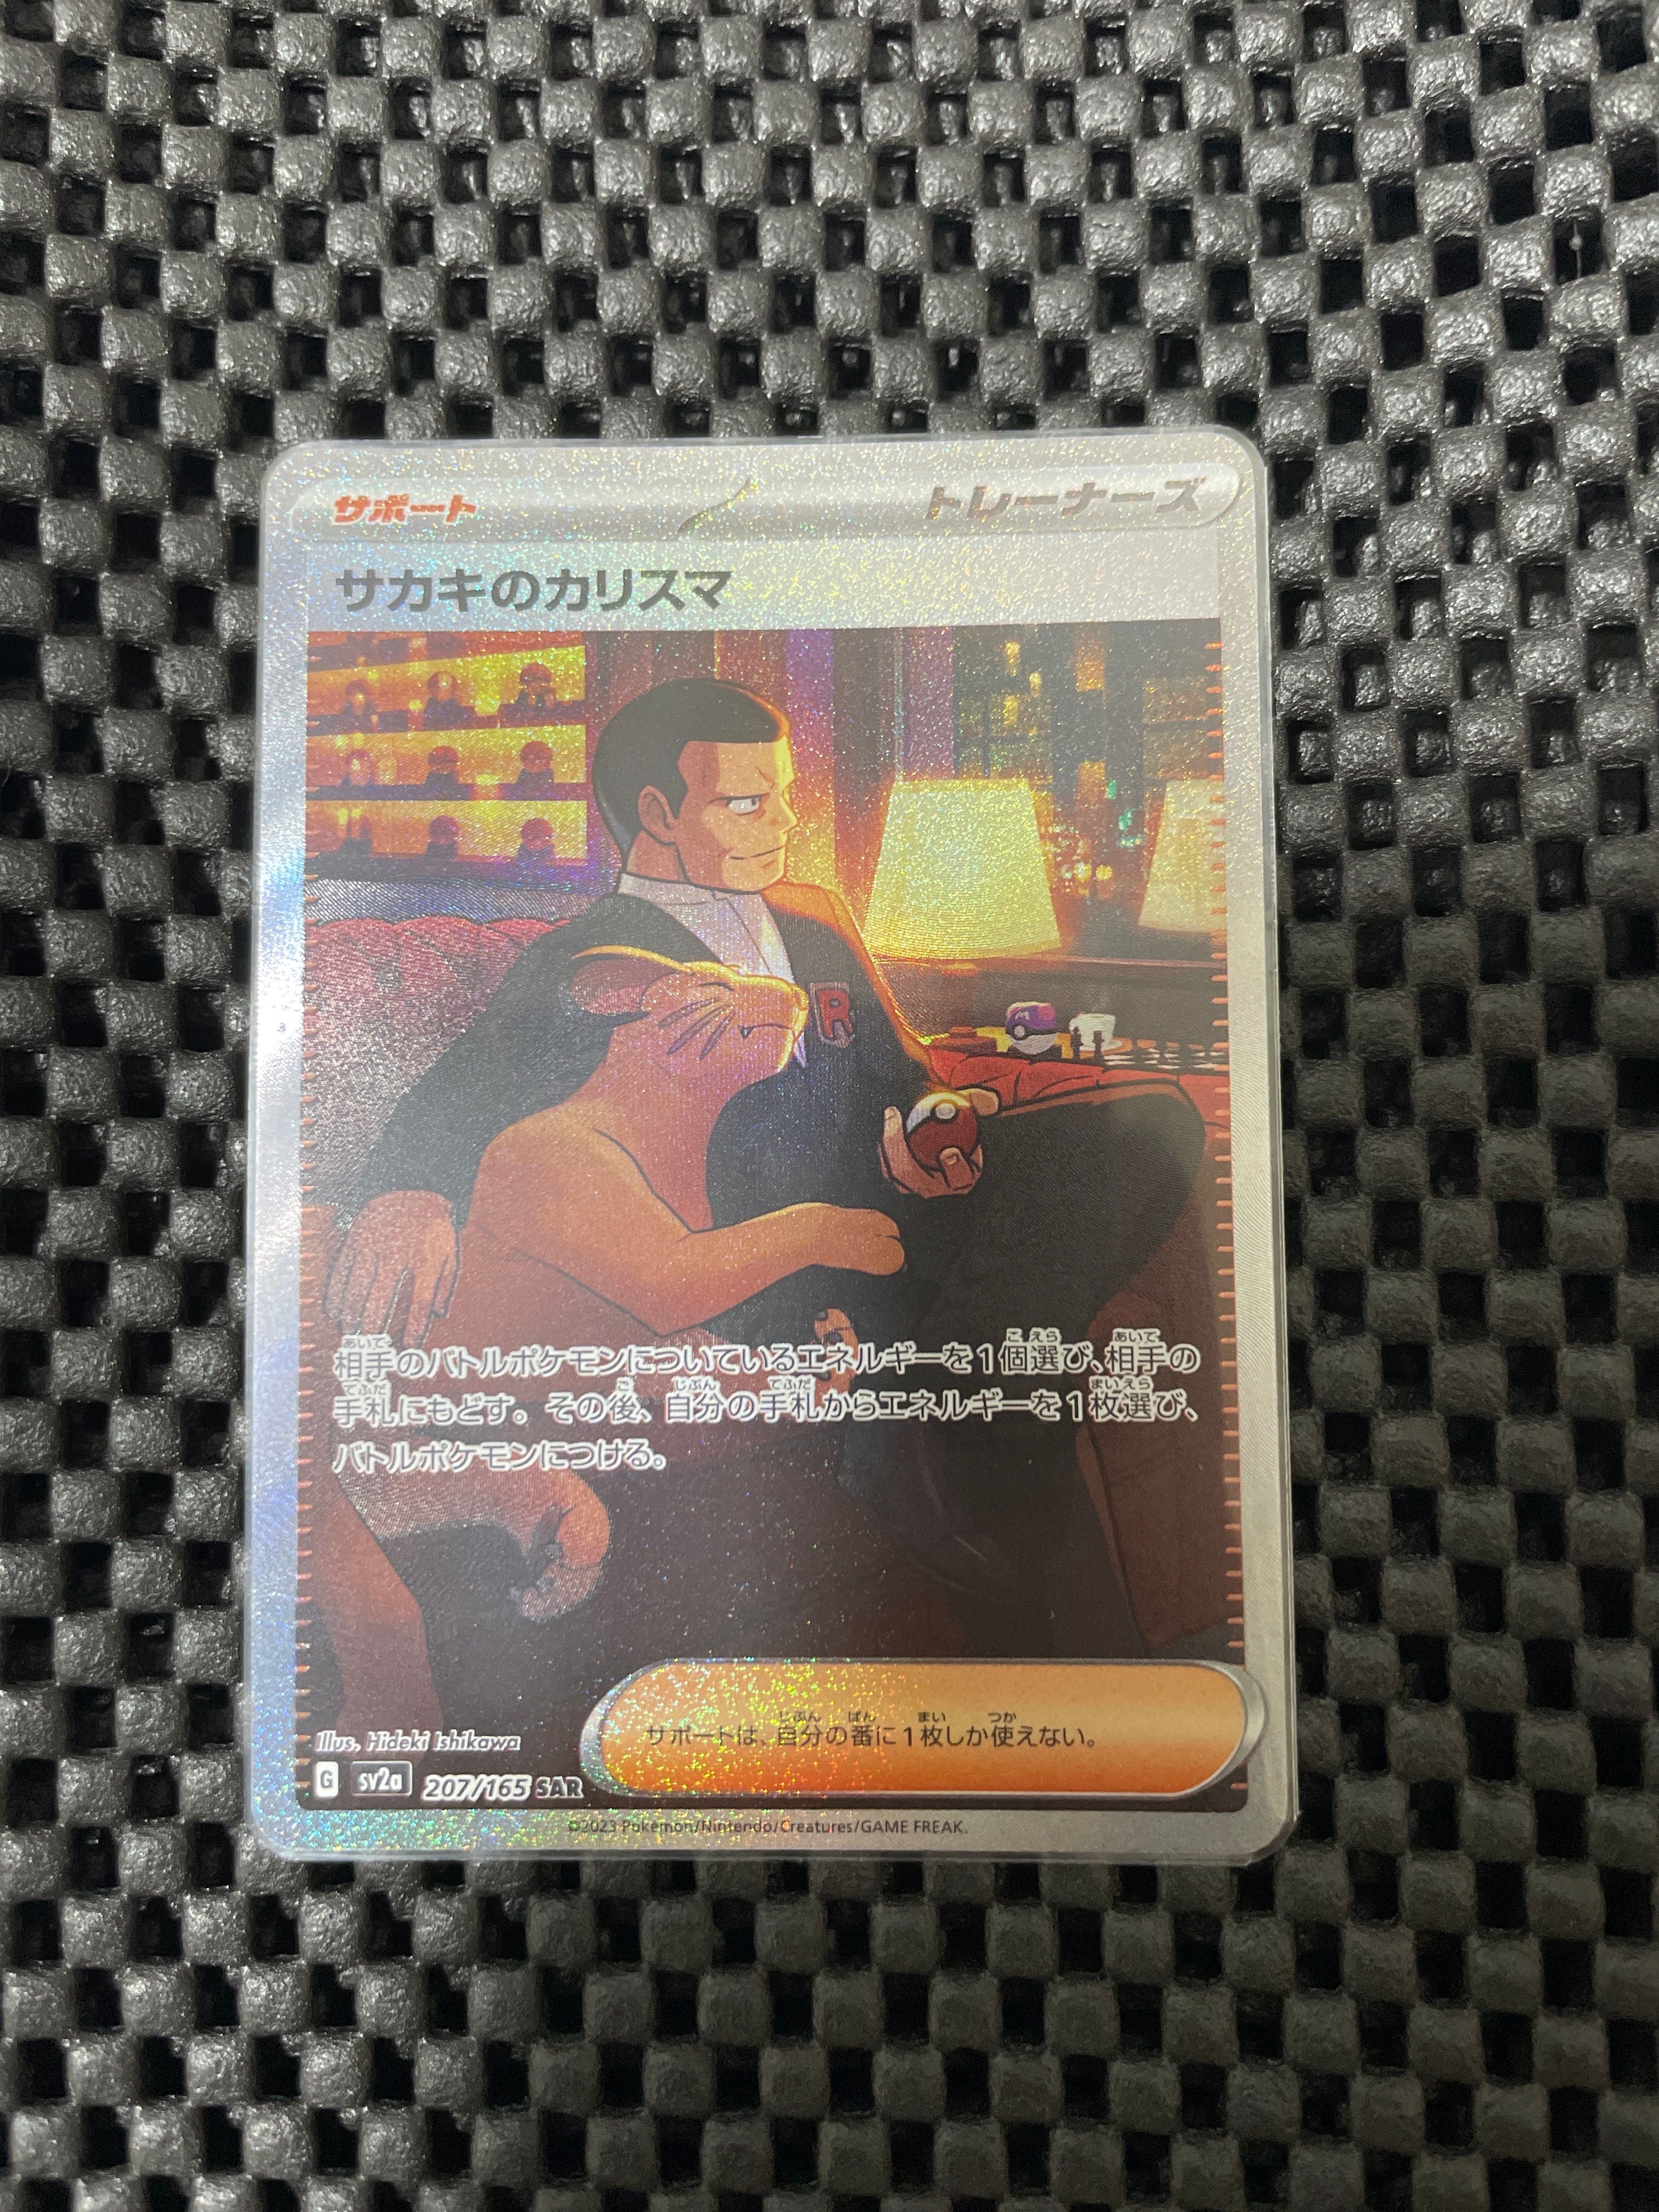 サポート
トレーナーズ
サカキのカリスマ
R
相手のバトルポケモンについているエネルギーを1個選び、相手の
手札にもどす。その後、自分の手札からエネルギーを1枚選び、
バトルポケモンにつける。
サポートは、自分の番に1枚しか使えない。
Illus. Hideki Ishikawa
G sv2a 207/165 SAR
©2023 Pokémon/Nintendo/Creatures/GAME FREAK.